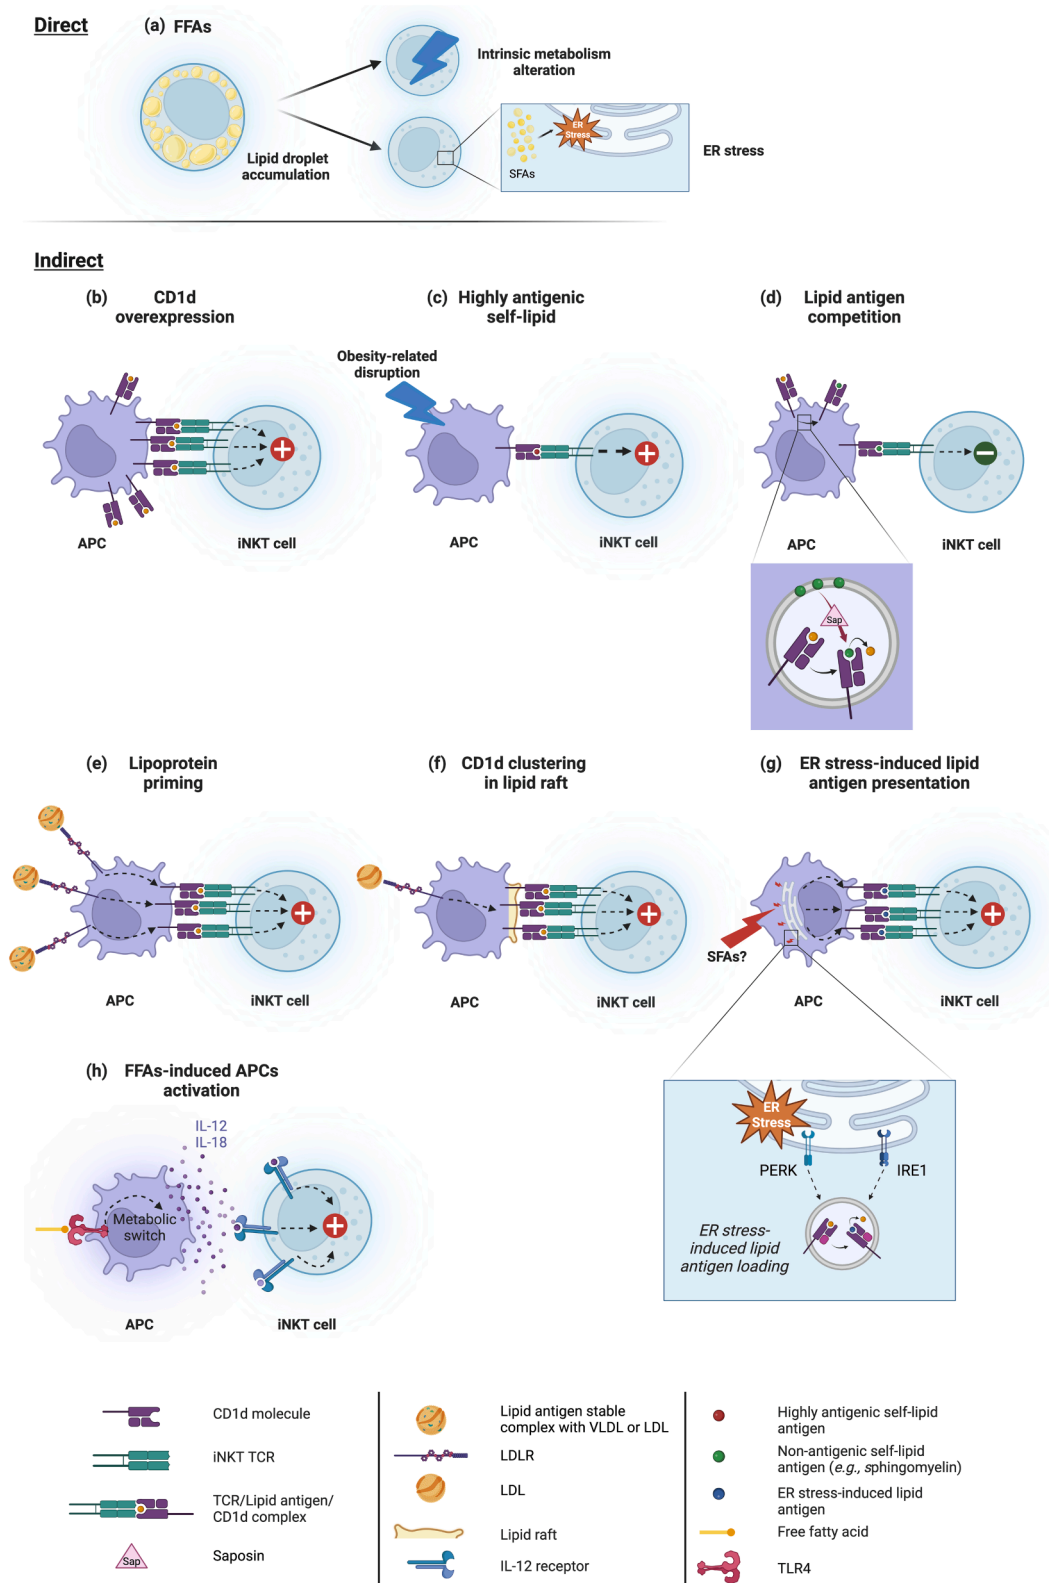 Direct
(a) FFAs
Intrinsic metabolism
alteration
Lipid droplet
accumulation
SFAs
ER
Stress
ER stress
Indirect
(b) CD1d
overexpression
APC
iNKT cell
(c) Highly antigenic
self-lipid
Obesity-related
disruption
APC
iNKT cell
(d) Lipid antigen
competition
APC
iNKT cell
Sap
(e) Lipoprotein
priming
APC
iNKT cell
(f) CD1d clustering
in lipid raft
APC
iNKT cell
(g) ER stress-induced lipid
antigen presentation
SFAs?
APC
iNKT cell
ER
Stress
PERK
IRE1
ER stress-
induced lipid
antigen loading
(h) FFAs-induced APCs
activation
IL-12
IL-18
Metabolic
switch
APC
iNKT cell
CD1d molecule
iNKT TCR
TCR/Lipid antigen/
CD1d complex
Sap
Saposin
Lipid antigen stable
complex with VLDL or LDL
LDLR
LDL
Lipid raft
IL-12 receptor
Highly antigenic self-lipid
antigen
Non-antigenic self-lipid
antigen (e.g., sphingomyelin)
ER stress-induced lipid
antigen
Free fatty acid
TLR4